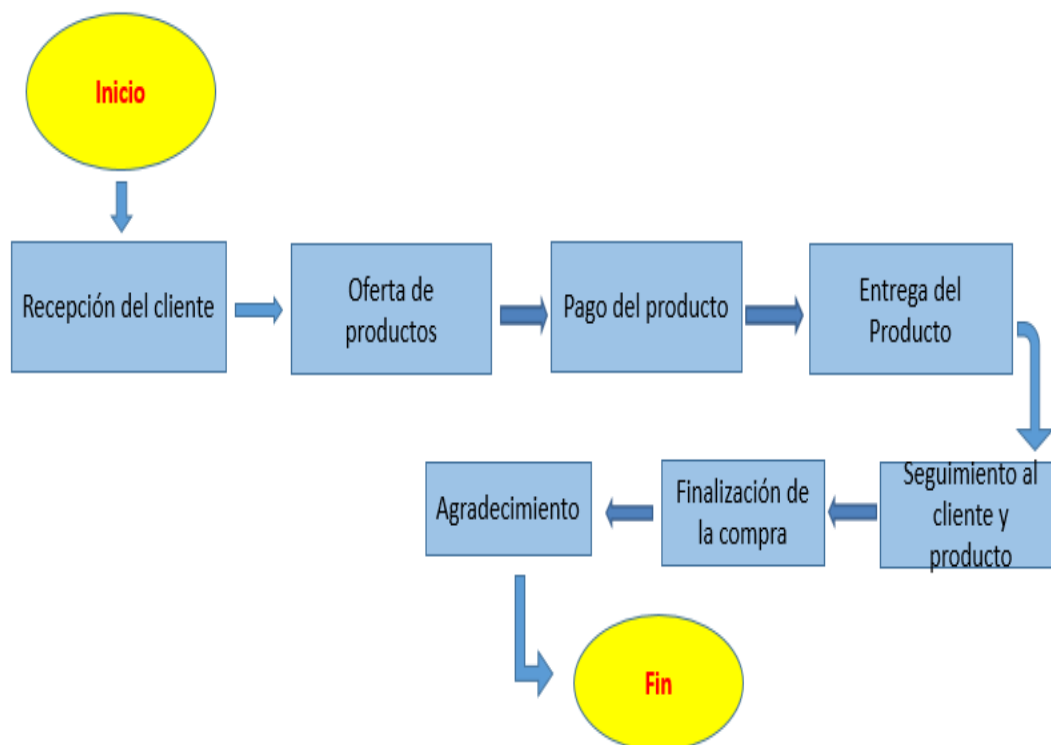 Inicio
Recepción del cliente
Oferta de
productos
Pago del producto
Entrega del
Producto
Seguimiento al
cliente y
producto
Finalización de
la compra
Agradecimiento
Fin